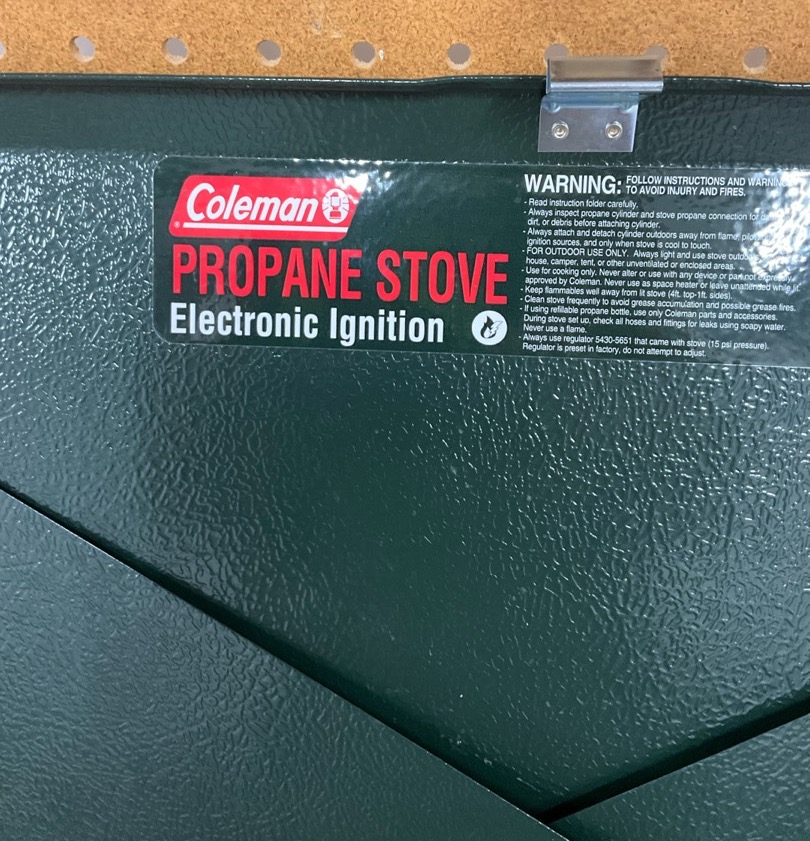 Coleman
PROPANE STOVE
Electronic Ignition
WARNING: FOLLOW INSTRUCTIONS AND WARNINGS
TO AVOID INJURY AND FIRES.
- Read instruction folder carefully.
- Always inspect propane cylinder and stove propane connection for
dirt, or debris before attaching cylinder.
- Always attach and detach cylinder outdoors away from flame,
ignition sources, and only when stove is cool to touch.
- FOR OUTDOOR USE ONLY. Always light and use stove
house, camper, tent, or other unventilated or enclosed areas.
- Use for cooking only. Never alter or use with any device or part not expressly
approved by Coleman. Never use as space heater or leave unattended while lit.
- Keep flammables well away from lit stove (4ft. top-1ft. sides).
- Clean stove frequently to avoid grease accumulation and possible grease fires.
- If using refillable propane bottle, use only Coleman parts and accessories.
During stove set up, check all hoses and fittings for leaks using soapy water.
Never use a flame.
- Always use regulator 5430-5651 that came with stove (15 psi pressure).
Regulator is preset in factory, do not attempt to adjust.